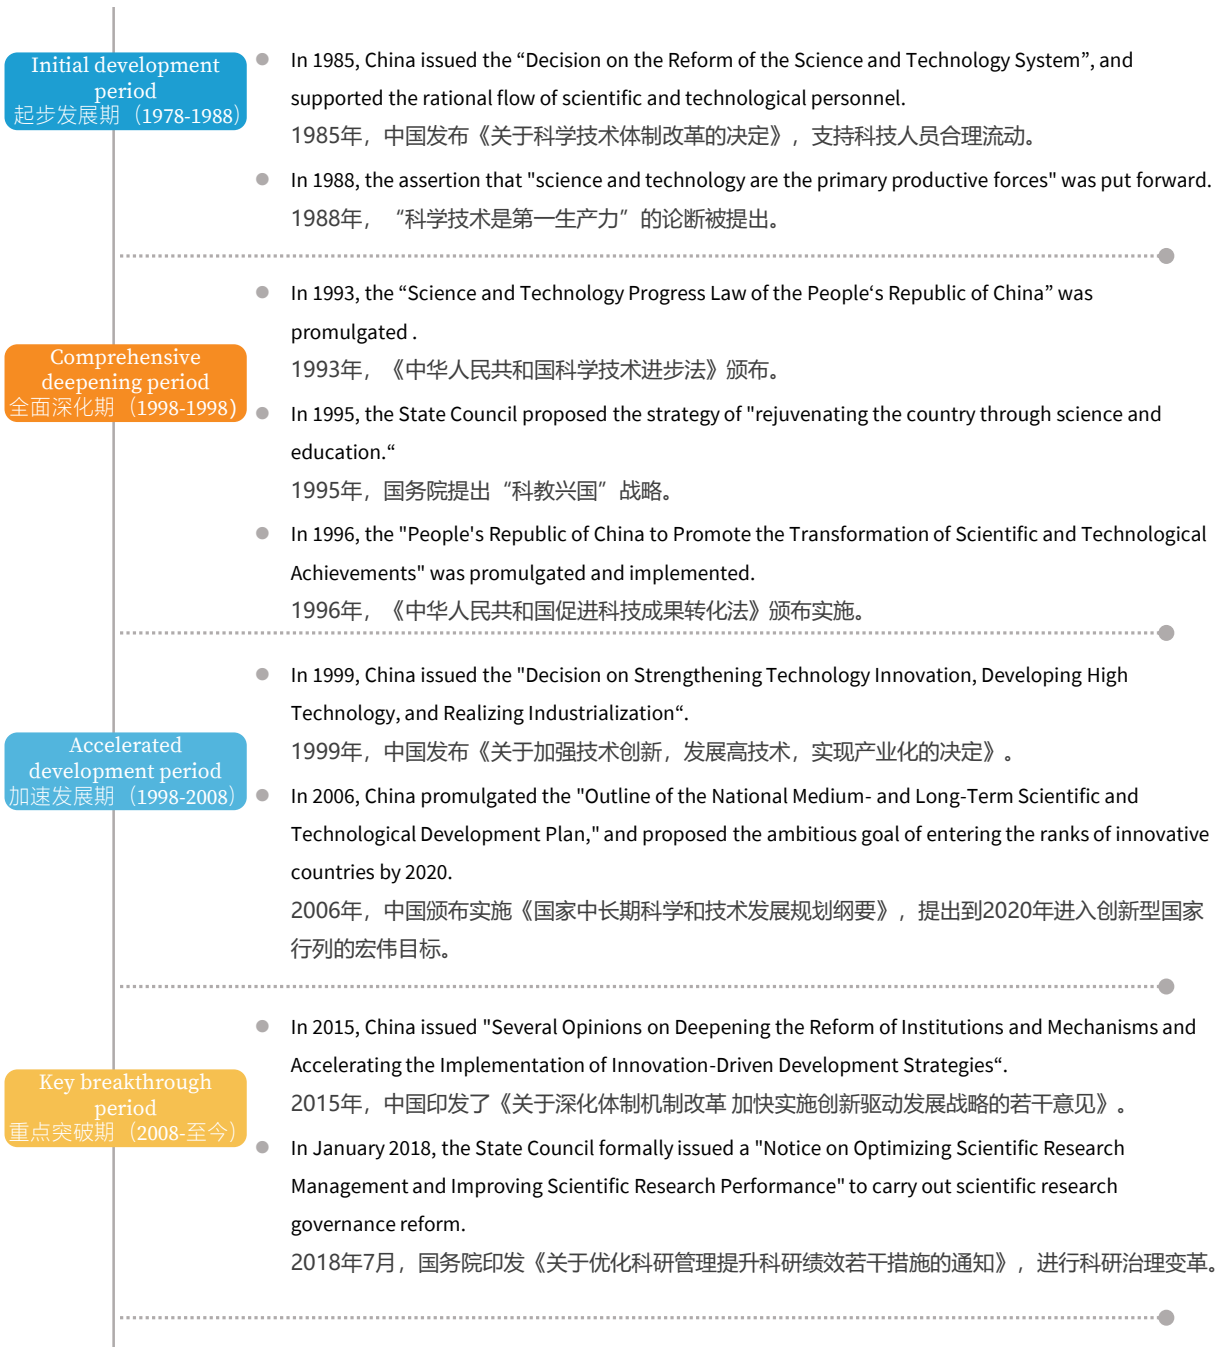 Initial development
period
起步发展期（1978-1988）
In 1985, China issued the “Decision on the Reform of the Science and Technology System”, and
supported the rational flow of scientific and technological personnel.
1985年，中国发布《关于科学技术体制改革的决定》，支持科技人员合理流动。
In 1988, the assertion that "science and technology are the primary productive forces" was put forward.
1988年，“科学技术是第一生产力”的论断被提出。
Comprehensive
deepening period
全面深化期（1998-1998)
In 1993, the “Science and Technology Progress Law of the People‘s Republic of China” was
promulgated .
1993年，《中华人民共和国科学技术进步法》颁布。
In 1995, the State Council proposed the strategy of "rejuvenating the country through science and
education.“
1995年，国务院提出“科教兴国”战略。
In 1996, the "People's Republic of China to Promote the Transformation of Scientific and Technological
Achievements" was promulgated and implemented.
1996年，《中华人民共和国促进科技成果转化法》颁布实施。
Accelerated
development period
加速发展期（1998-2008）
In 1999, China issued the "Decision on Strengthening Technology Innovation, Developing High
Technology, and Realizing Industrialization“.
1999年，中国发布《关于加强技术创新，发展高技术，实现产业化的决定》。
In 2006, China promulgated the "Outline of the National Medium- and Long-Term Scientific and
Technological Development Plan," and proposed the ambitious goal of entering the ranks of innovative
countries by 2020.
2006年，中国颁布实施《国家中长期科学和技术发展规划纲要》，提出到2020年进入创新型国家
行列的宏伟目标。
Key breakthrough
period
重点突破期（2008-至今）
In 2015, China issued "Several Opinions on Deepening the Reform of Institutions and Mechanisms and
Accelerating the Implementation of Innovation-Driven Development Strategies“.
2015年，中国印发了《关于深化体制机制改革 加快实施创新驱动发展战略的若干意见》。
In January 2018, the State Council formally issued a "Notice on Optimizing Scientific Research
Management and Improving Scientific Research Performance" to carry out scientific research
governance reform.
2018年7月，国务院印发《关于优化科研管理提升科研绩效若干措施的通知》，进行科研治理变革。